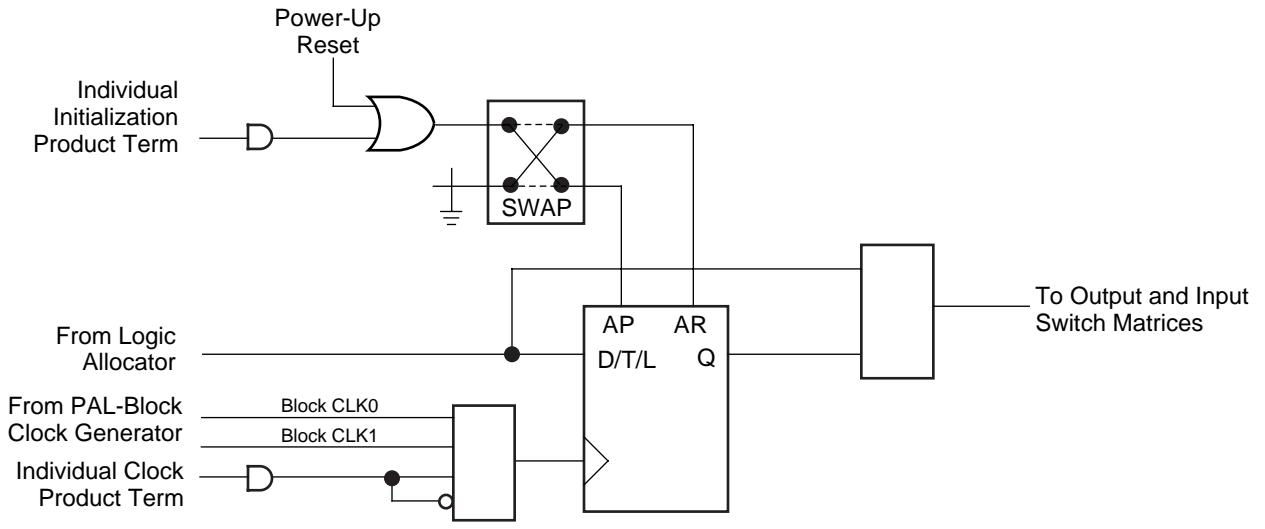 Power-Up
Reset
Individual
Initialization
Product Term
SWAP
To Output and Input
Switch Matrices
AP AR
From Logic
Allocator
D/T/L Q
From PAL-Block
Clock Generator
Block CLK0
Block CLK1
Individual Clock
Product Term